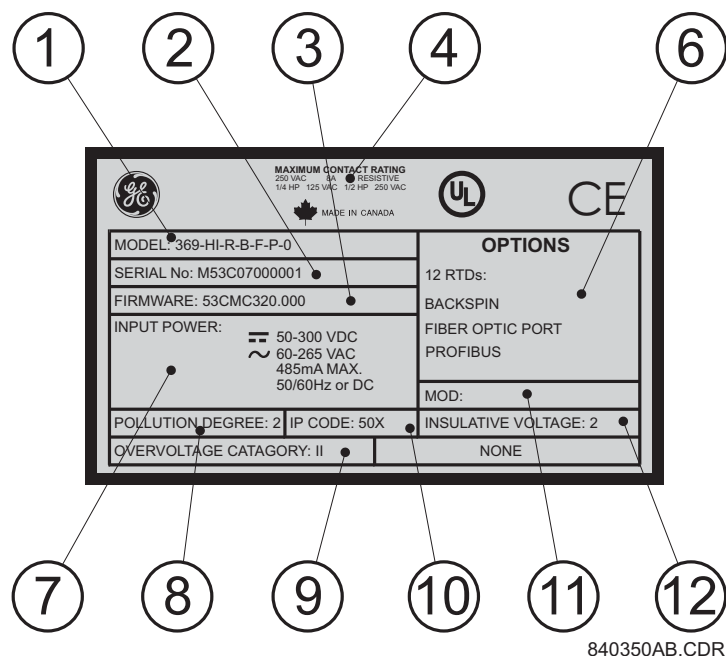 1 2 3 4 6
MAXIMUM CONTACT RATING
250 VAC 8A RESISTIVE
1/4 HP 125 VAC 1/2 HP 250 VAC
MADE IN CANADA
GE
UL
CE
MODEL: 369-HI-R-B-F-P-0
SERIAL No: M53C07000001
FIRMWARE: 53CMC320.000
INPUT POWER:
50-300 VDC
60-265 VAC
485mA MAX.
50/60Hz or DC
OPTIONS
12 RTDs:
BACKSPIN
FIBER OPTIC PORT
PROFIBUS
MOD:
POLLUTION DEGREE: 2 IP CODE: 50X INSULATIVE VOLTAGE: 2
OVERVOLTAGE CATAGORY: II NONE
7 8 9 10 11 12
840350AB.CDR